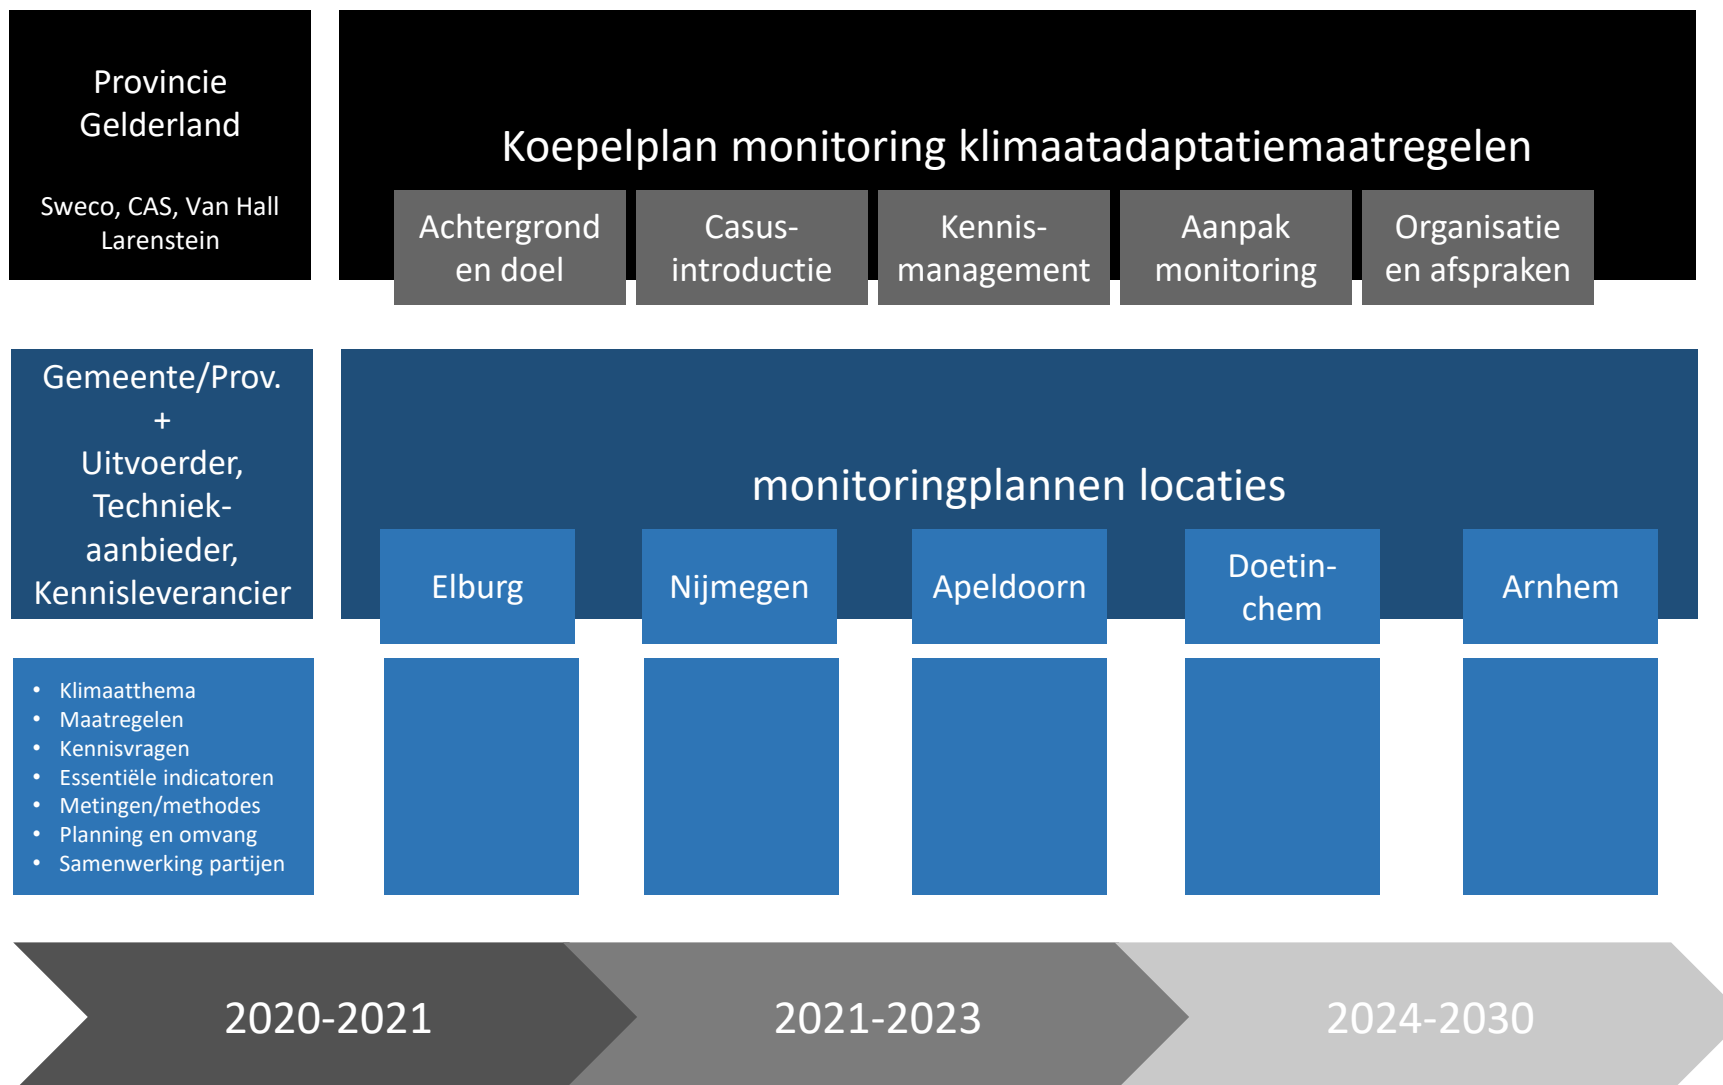 Provincie
Gelderland
Sweco, CAS, Van Hall
Larenstein
Koepelplan monitoring klimaatadaptatiemaatregelen
Achtergrond
en doel
Casus-
introductie
Kennis-
management
Aanpak
monitoring
Organisatie
en afspraken
Gemeente/Prov.
+
Uitvoerder,
Techniek-
aanbieder,
Kennisleverancier
monitoringplannen locaties
Elburg
Nijmegen
Apeldoorn
Doetin-
chem
Arnhem
• Klimaatthema
• Maatregelen
• Kennisvragen
• Essentiële indicatoren
• Metingen/methodes
• Planning en omvang
• Samenwerking partijen
2020-2021
2021-2023
2024-2030